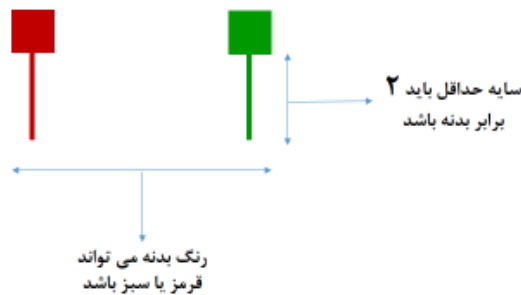 سایه حداقل باید ۲
برابر بدنه باشد
رنگ بدنه می تواند
قرمز یا سبز باشد